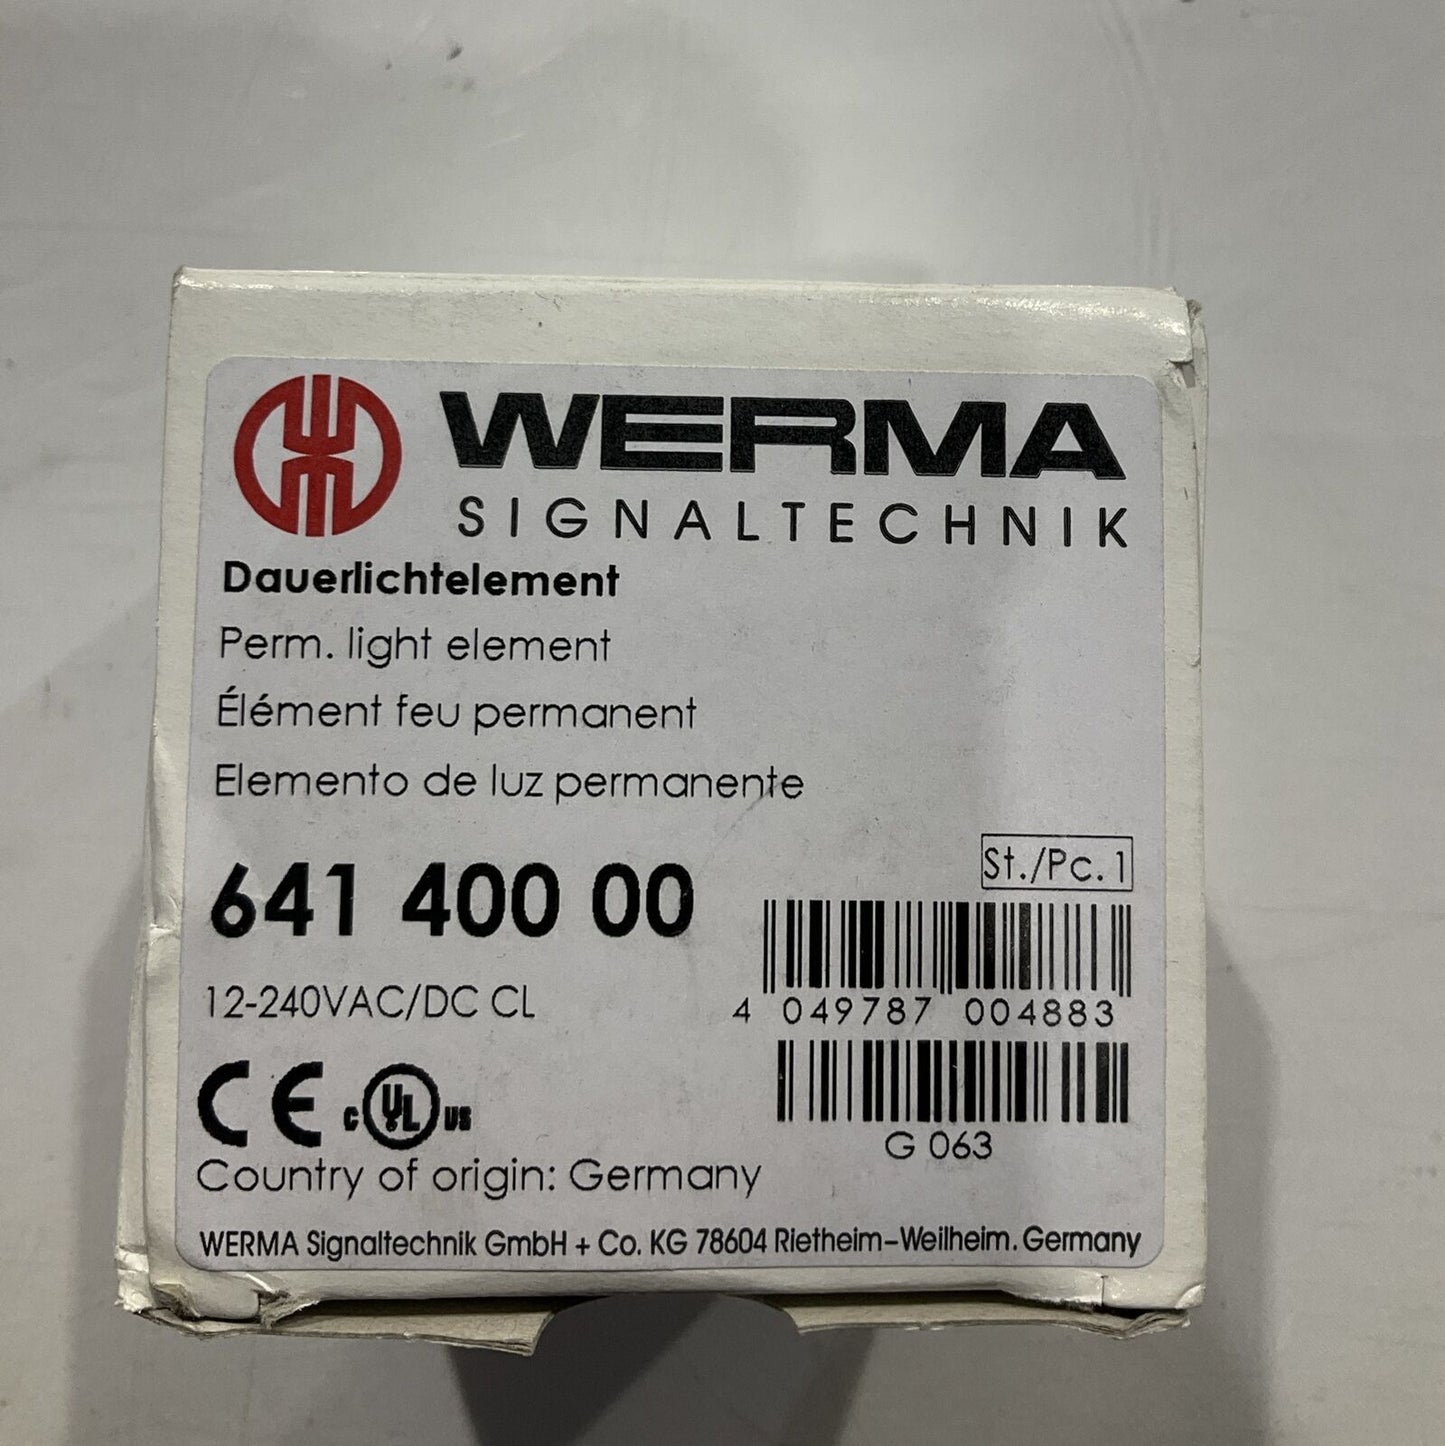 WERMA
SIGNALTECHNIK
Dauerlichtelement
Perm. light element
Élément feu permanent
Elemento de luz permanente
641 400 00
St./Pc. 1
12-240VAC/DC CL
4 049787 004883
CE c UL us
G 063
Country of origin: Germany
WERMA Signaltechnik GmbH + Co. KG 78604 Rietheim-Weilheim. Germany